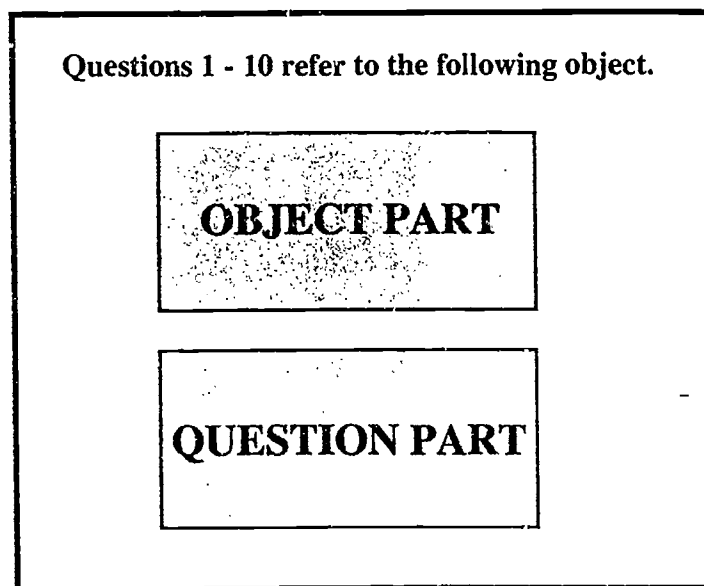 Questions 1 - 10 refer to the following object.
OBJECT PART
QUESTION PART